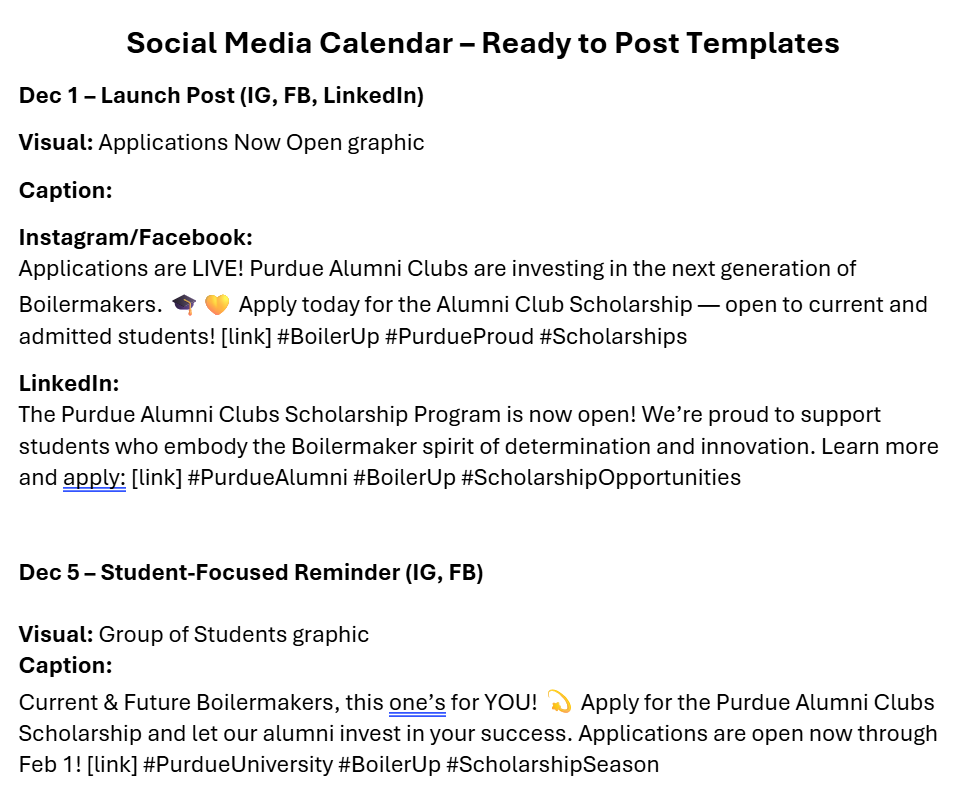 Social Media Calendar – Ready to Post Templates
Dec 1 – Launch Post (IG, FB, LinkedIn)
Visual: Applications Now Open graphic
Caption:
Instagram/Facebook:
Applications are LIVE! Purdue Alumni Clubs are investing in the next generation of
Boilermakers. 🎓 💛 Apply today for the Alumni Club Scholarship — open to current and
admitted students! [link] #BoilerUp #PurdueProud #Scholarships
LinkedIn:
The Purdue Alumni Clubs Scholarship Program is now open! We’re proud to support
students who embody the Boilermaker spirit of determination and innovation. Learn more
and apply: [link] #PurdueAlumni #BoilerUp #ScholarshipOpportunities
Dec 5 – Student-Focused Reminder (IG, FB)
Visual: Group of Students graphic
Caption:
Current & Future Boilermakers, this one’s for YOU! 💫 Apply for the Purdue Alumni Clubs
Scholarship and let our alumni invest in your success. Applications are open now through
Feb 1! [link] #PurdueUniversity #BoilerUp #ScholarshipSeason